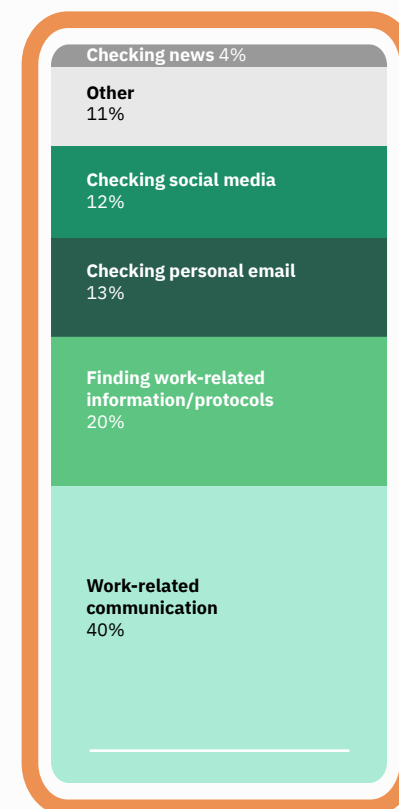 Checking news 4%
Other
11%
Checking social media
12%
Checking personal email
13%
Finding work-related
information/protocols
20%
Work-related
communication
40%